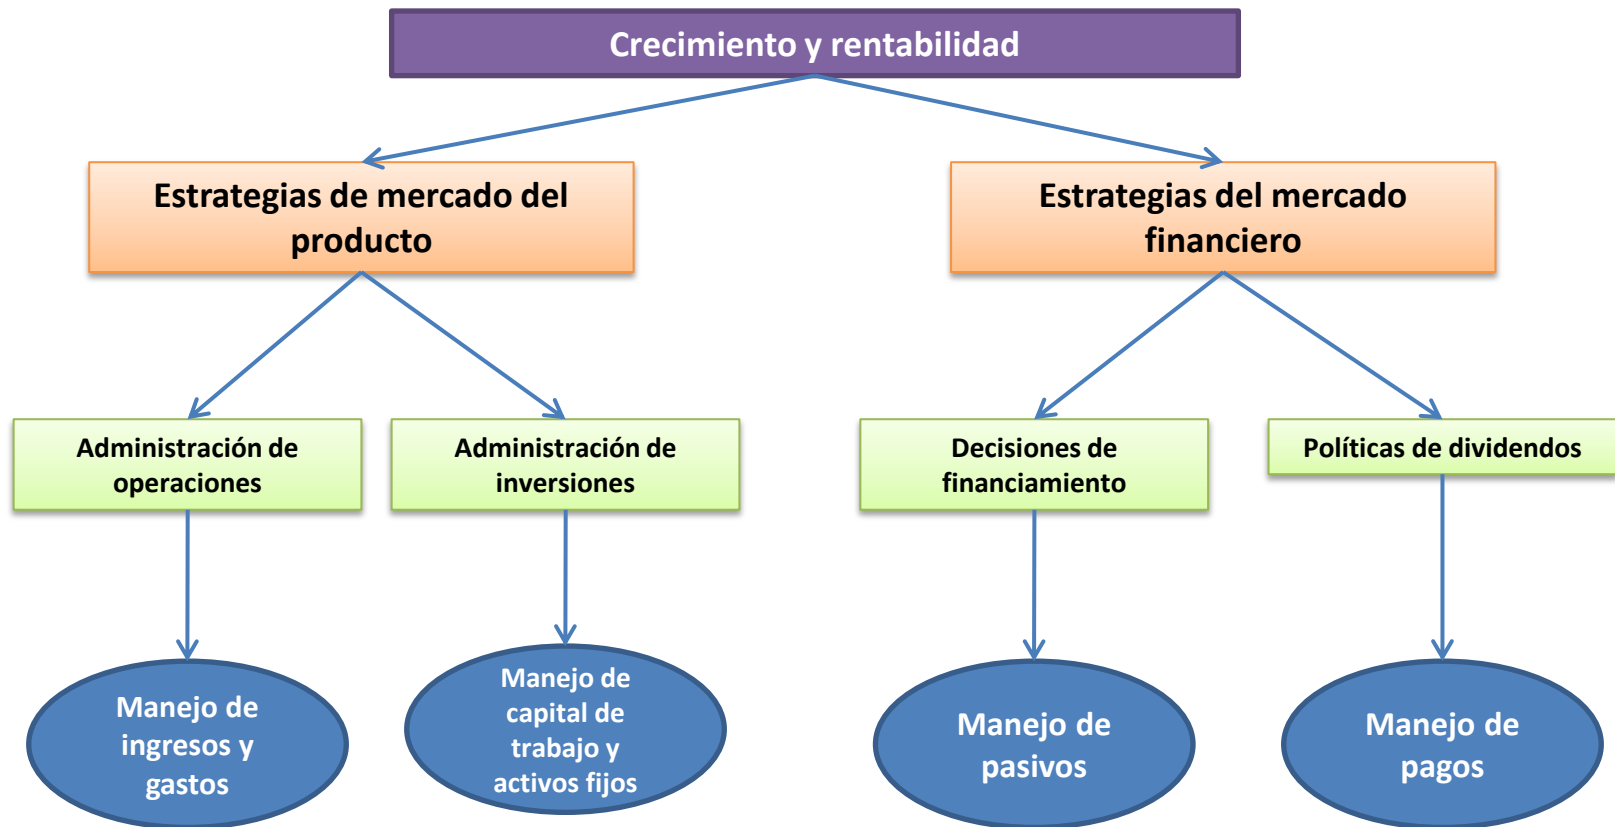 Crecimiento y rentabilidad
Estrategias de mercado del
producto
Estrategias del mercado
financiero
Administración de
operaciones
Administración de
inversiones
Decisiones de
financiamiento
Políticas de dividendos
Manejo de
ingresos y
gastos
Manejo de
capital de
trabajo y
activos fijos
Manejo de
pasivos
Manejo de
pagos